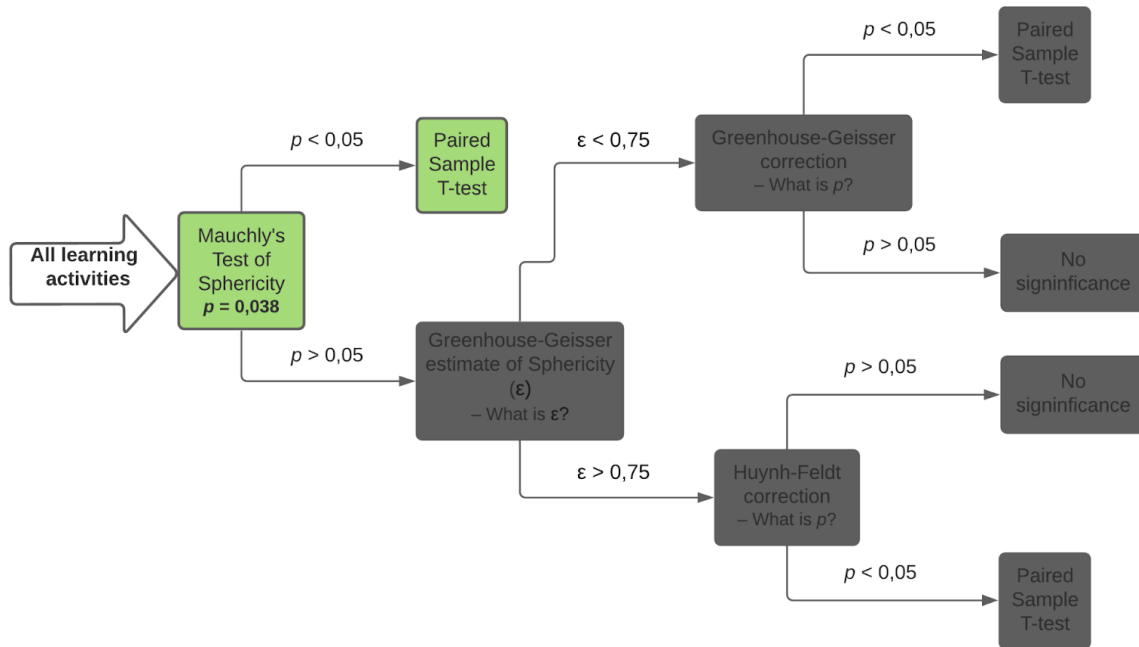 All learning
activities
Mauchly's
Test of
Sphericity
p = 0,038
p < 0,05
Paired
Sample
T-test
p > 0,05
Greenhouse-Geisser
estimate of Sphericity
(ε)
– What is ε?
ε < 0,75
Greenhouse-Geisser
correction
– What is p?
p < 0,05
Paired
Sample
T-test
p > 0,05
No
signinficance
ε > 0,75
Huynh-Feldt
correction
– What is p?
p > 0,05
No
signinficance
p < 0,05
Paired
Sample
T-test